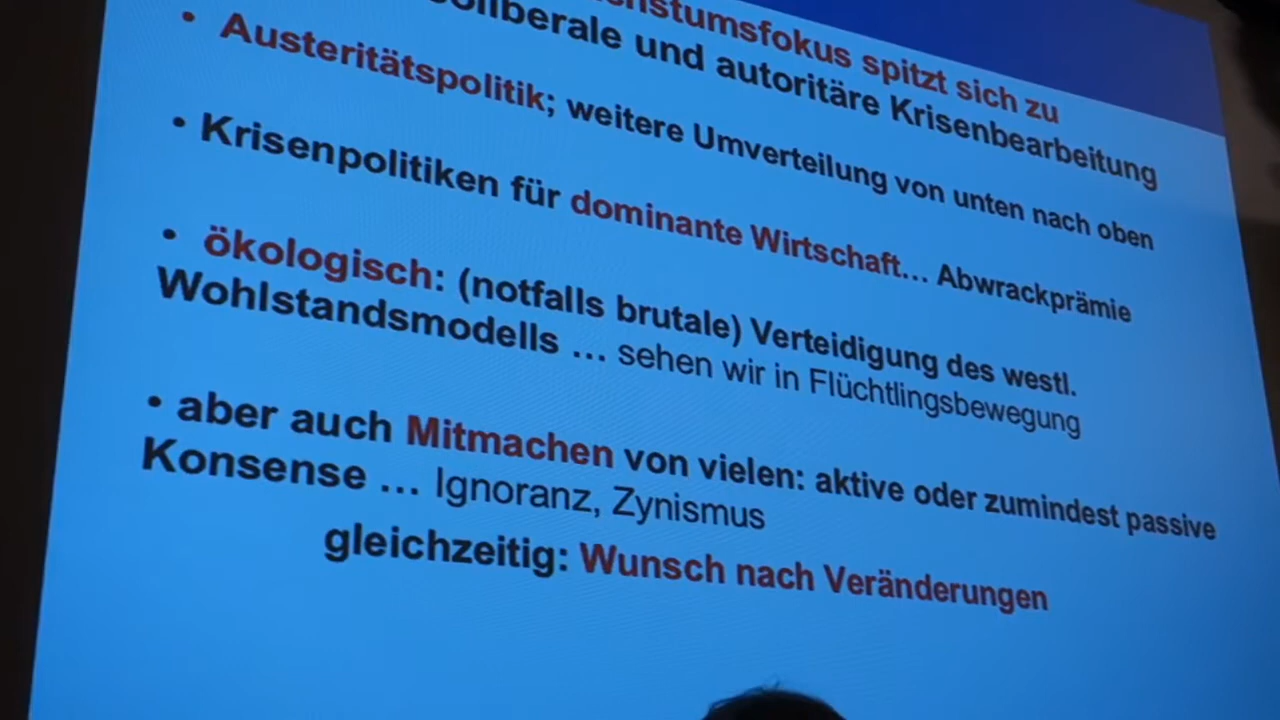 spitzt sich zu
und autoritäre Krisenbearbeitung
• Austeritätspolitik; weitere Umverteilung von unten nach oben
• Krisenpolitiken für dominante Wirtschaft... Abwrackprämie
• ökologisch: (notfalls brutale) Verteidigung des westl.
Wohlstandsmodells ... sehen wir in Flüchtlingsbewegung
• aber auch Mitmachen von vielen: aktive oder zumindest passive
Konsense ... Ignoranz, Zynismus
gleichzeitig: Wunsch nach Veränderungen